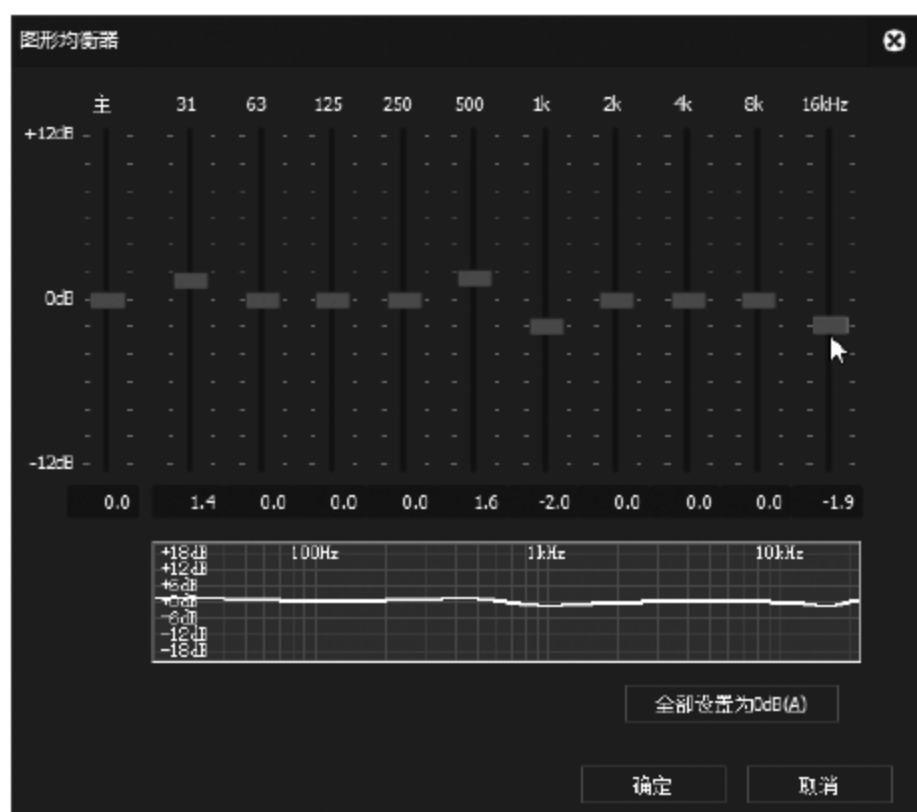 图形均衡器
主 31 63 125 250 500 1k 2k 4k 8k 16kHz
+12dB
0dB
-12dB
0.0 1.4 0.0 0.0 0.0 1.6 -2.0 0.0 0.0 0.0 -1.9
+18dB 100Hz 1kHz 10kHz
+12dB
+6dB
+0dB
-6dB
-12dB
-18dB
全部设置为0dB(A)
确定 取消